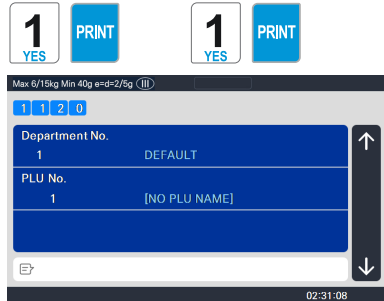 1 YES PRINT 1 YES PRINT
Max 6/15kg Min 40g e=d=2/5g III
1 1 2 0
Department No.
1 DEFAULT
PLU No.
1 [NO PLU NAME]
02:31:08